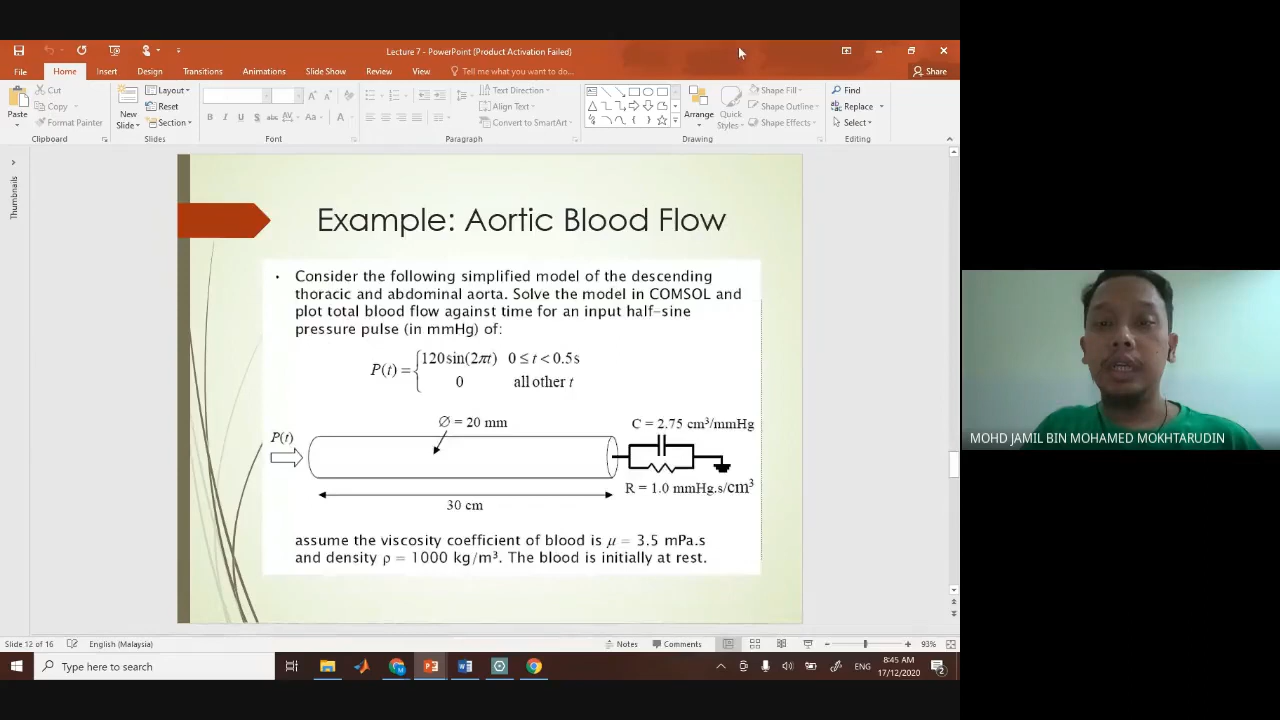 Lecture 7 - PowerPoint (Product Activation Failed)
File Home Insert Design Transitions Animations Slide Show Review View Tell me what you want to do... Share
Paste Cut Copy Format Painter Clipboard
New Slide Layout Reset Section Slides
B I U S abc AV Aa A Font
Paragraph Text Direction Align Text Convert to SmartArt
Arrange Quick Styles Shape Fill Shape Outline Shape Effects Drawing
Find Replace Select Editing
Thumbnails
Example: Aortic Blood Flow
• Consider the following simplified model of the descending
thoracic and abdominal aorta. Solve the model in COMSOL and
plot total blood flow against time for an input half-sine
pressure pulse (in mmHg) of:
P(t) = { 120sin(2πt) 0 ≤ t < 0.5s
0 all other t
Ø = 20 mm
C = 2.75 cm³/mmHg
P(t)
R = 1.0 mmHg.s/cm³
30 cm
assume the viscosity coefficient of blood is μ = 3.5 mPa.s
and density ρ = 1000 kg/m³. The blood is initially at rest.
MOHD JAMIL BIN MOHAMED MOKHTARUDIN
Slide 12 of 16 English (Malaysia) Notes Comments 93%
Type here to search ENG 8:45 AM
17/12/2020 2